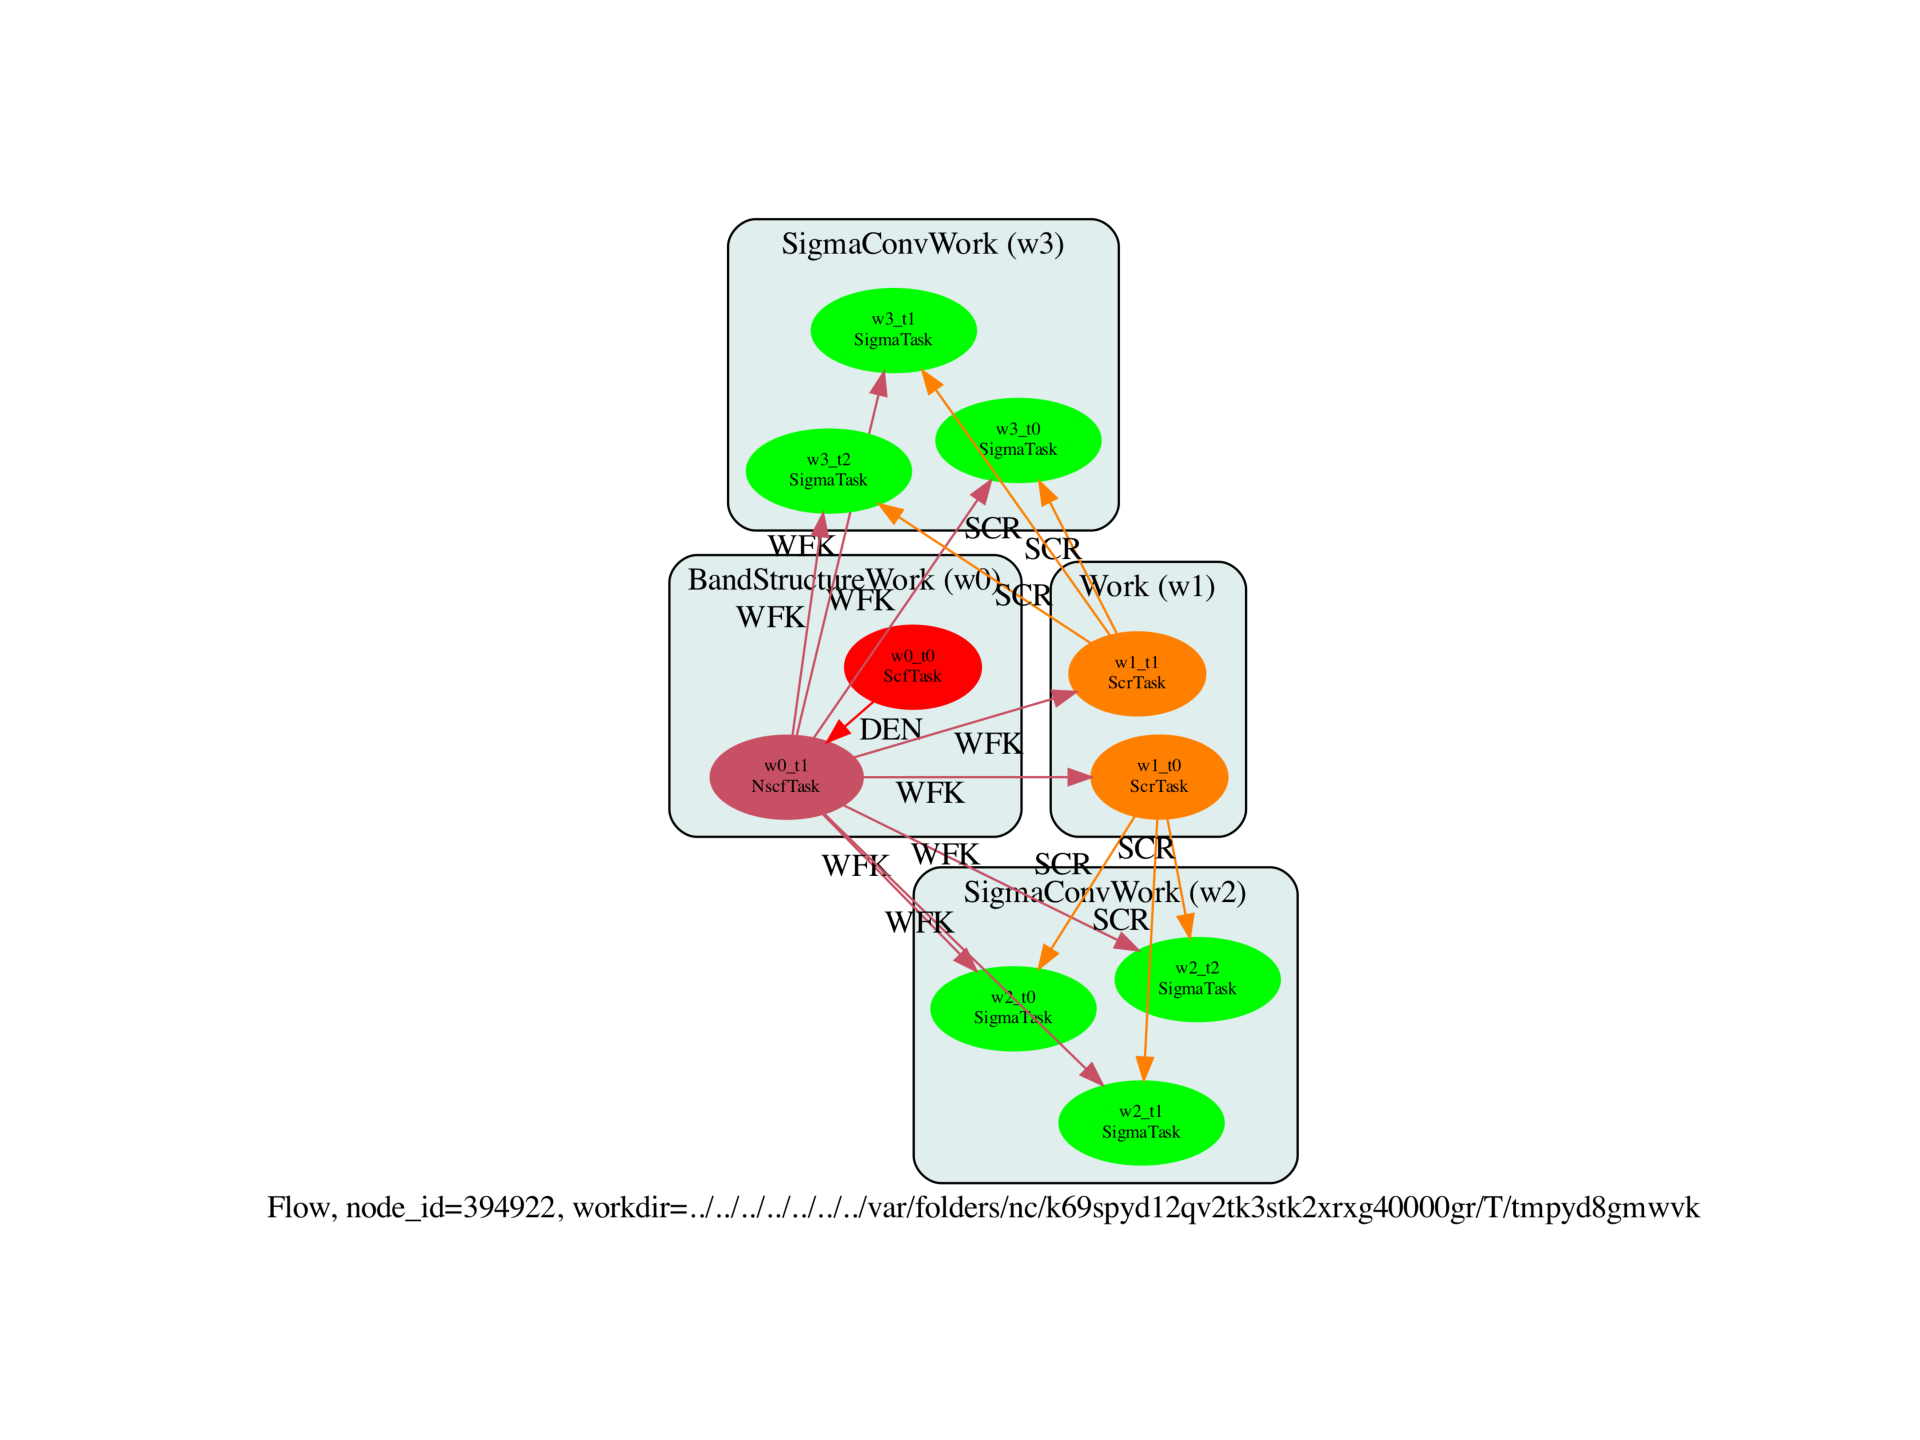 SigmaConvWork (w3)
w3_t1
SigmaTask
w3_t0
SigmaTask
w3_t2
SigmaTask
SCR
WFK
SCR
BandStructureWork (w0)
Work (w1)
SCR
WFK
WFK
w0_t0
ScfTask
w1_t1
ScrTask
DEN
WFK
w0_t1
NscfTask
w1_t0
ScrTask
WFK
SCR
WFK
WFK
SCR
SigmaConvWork (w2)
SCR
WFK
w2_t2
SigmaTask
w2_t0
SigmaTask
w2_t1
SigmaTask
Flow, node_id=394922, workdir=../../../../../../../var/folders/nc/k69spyd12qv2tk3stk2xrxg40000gr/T/tmpyd8gmwvk